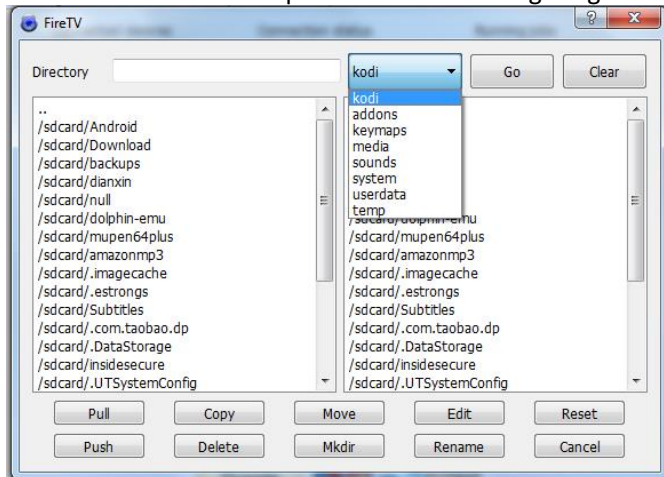 FireTV
Directory
kodi
Go
Clear
kodi
addons
keymaps
media
sounds
system
userdata
temp
..
/sdcard/Android
/sdcard/Download
/sdcard/backups
/sdcard/dianxin
/sdcard/null
/sdcard/dolphin-emu
/sdcard/mupen64plus
/sdcard/amazonmp3
/sdcard/.imagecache
/sdcard/.estrongs
/sdcard/Subtitles
/sdcard/.com.taobao.dp
/sdcard/.DataStorage
/sdcard/insidesecure
/sdcard/.UTSystemConfig
/sdcard/dolphin-emu
/sdcard/mupen64plus
/sdcard/amazonmp3
/sdcard/.imagecache
/sdcard/.estrongs
/sdcard/Subtitles
/sdcard/.com.taobao.dp
/sdcard/.DataStorage
/sdcard/insidesecure
/sdcard/.UTSystemConfig
Pull Copy Move Edit Reset
Push Delete Mkdir Rename Cancel